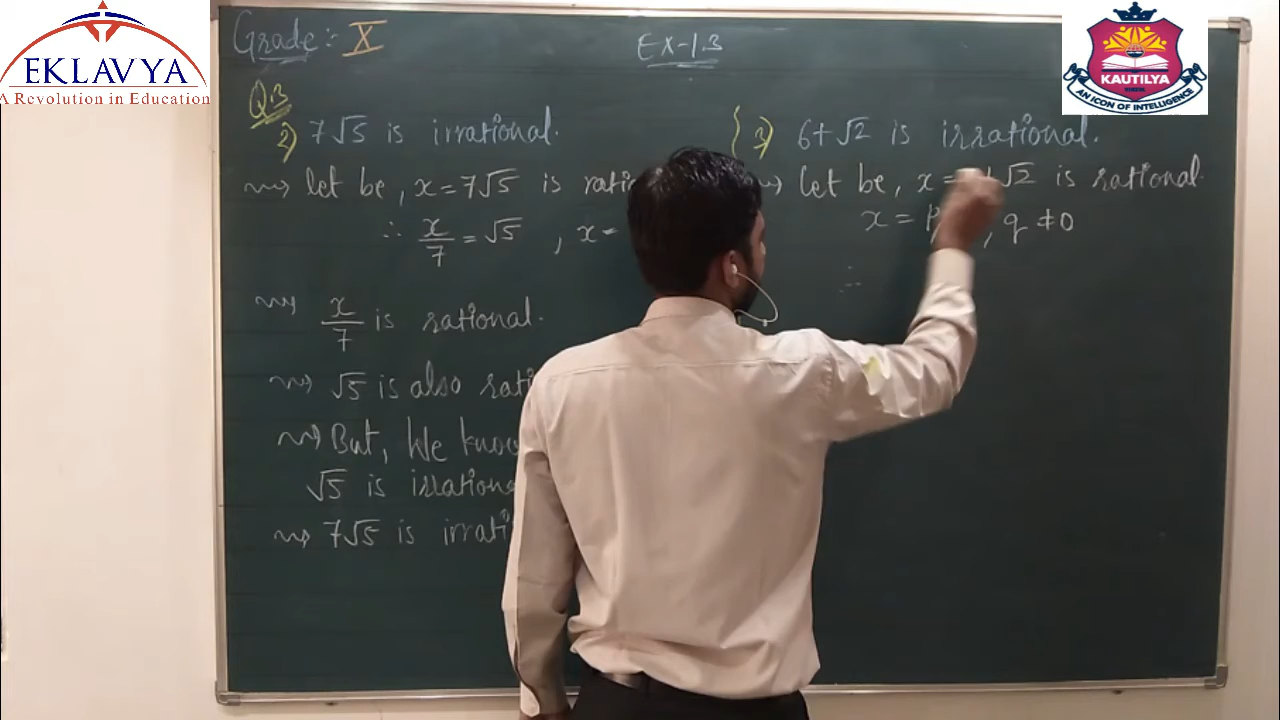 EKLAVYA
A Revolution in Education
KAUTILYA
AN ICON OF INTELLIGENCE
Grade :- X
Ex-1.3
Q.3
2) 7√5 is irrational.
let be, x = 7√5 is
∴ x/7 = √5 , x =
x/7 is rational.
√5 is also
But, We know
√5 is
7√5 is
3) 6+√2 is irrational.
Let be, x = √2 is rational.
x = , q ≠ 0
∴